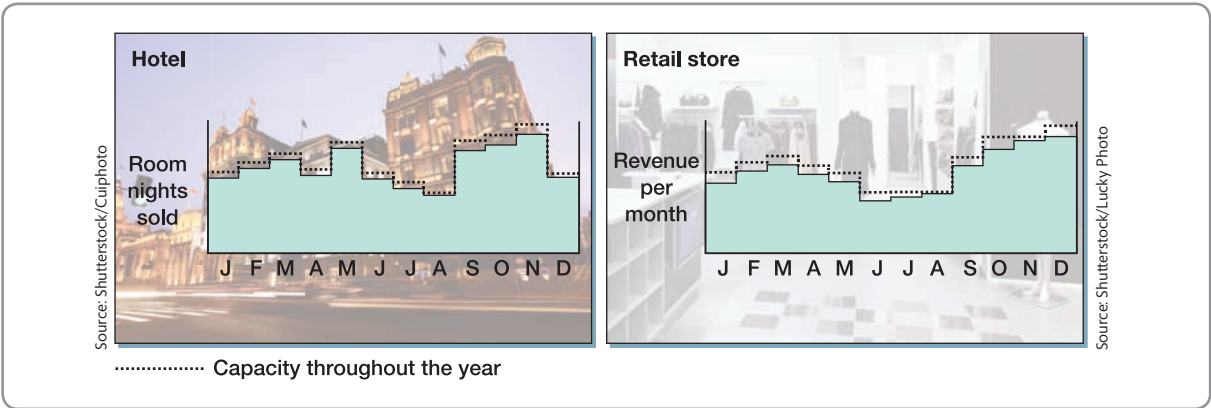 Hotel
Room
nights
sold
J F M A M J J A S O N D
Source: Shutterstock/Cuiphoto
Retail store
Revenue
per
month
J F M A M J J A S O N D
Source: Shutterstock/Lucky Photo
Capacity throughout the year